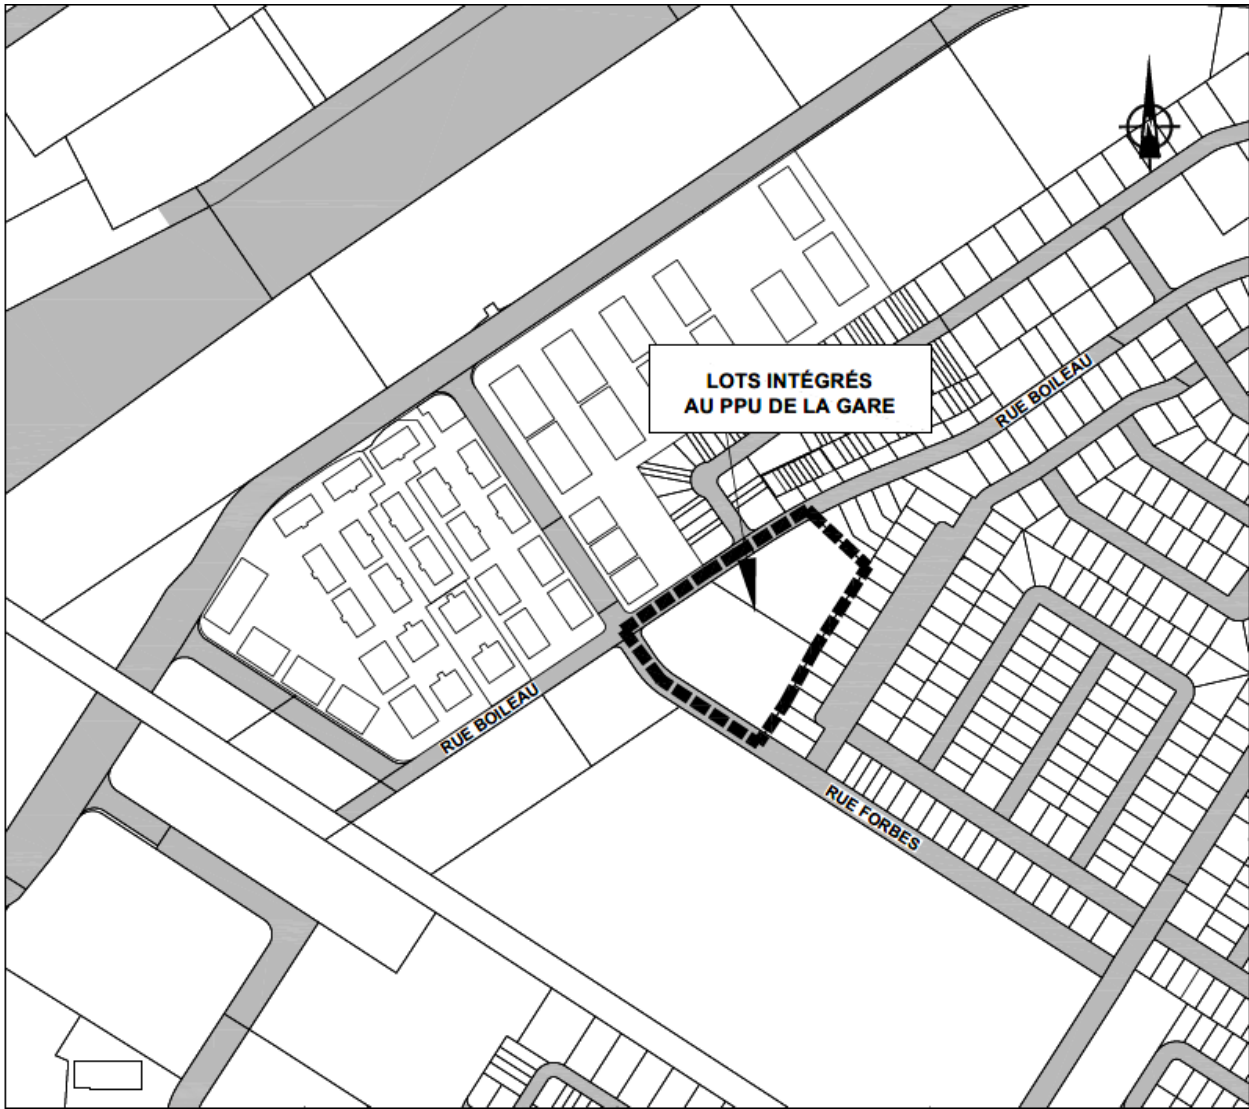 N
LOTS INTÉGRÉS
AU PPU DE LA GARE
RUE BOILEAU
RUE BOILEAU
RUE FORBES